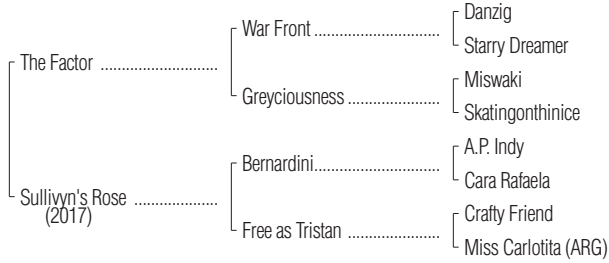 Danzig
War Front ..............................
Starry Dreamer
The Factor ............................
Miswaki
Greyciousness ......................
Skatingonthinice
A.P. Indy
Bernardini..............................
Cara Rafaela
Sullivyn's Rose ....................
(2017)
Crafty Friend
Free as Tristan ......................
Miss Carlotita (ARG)